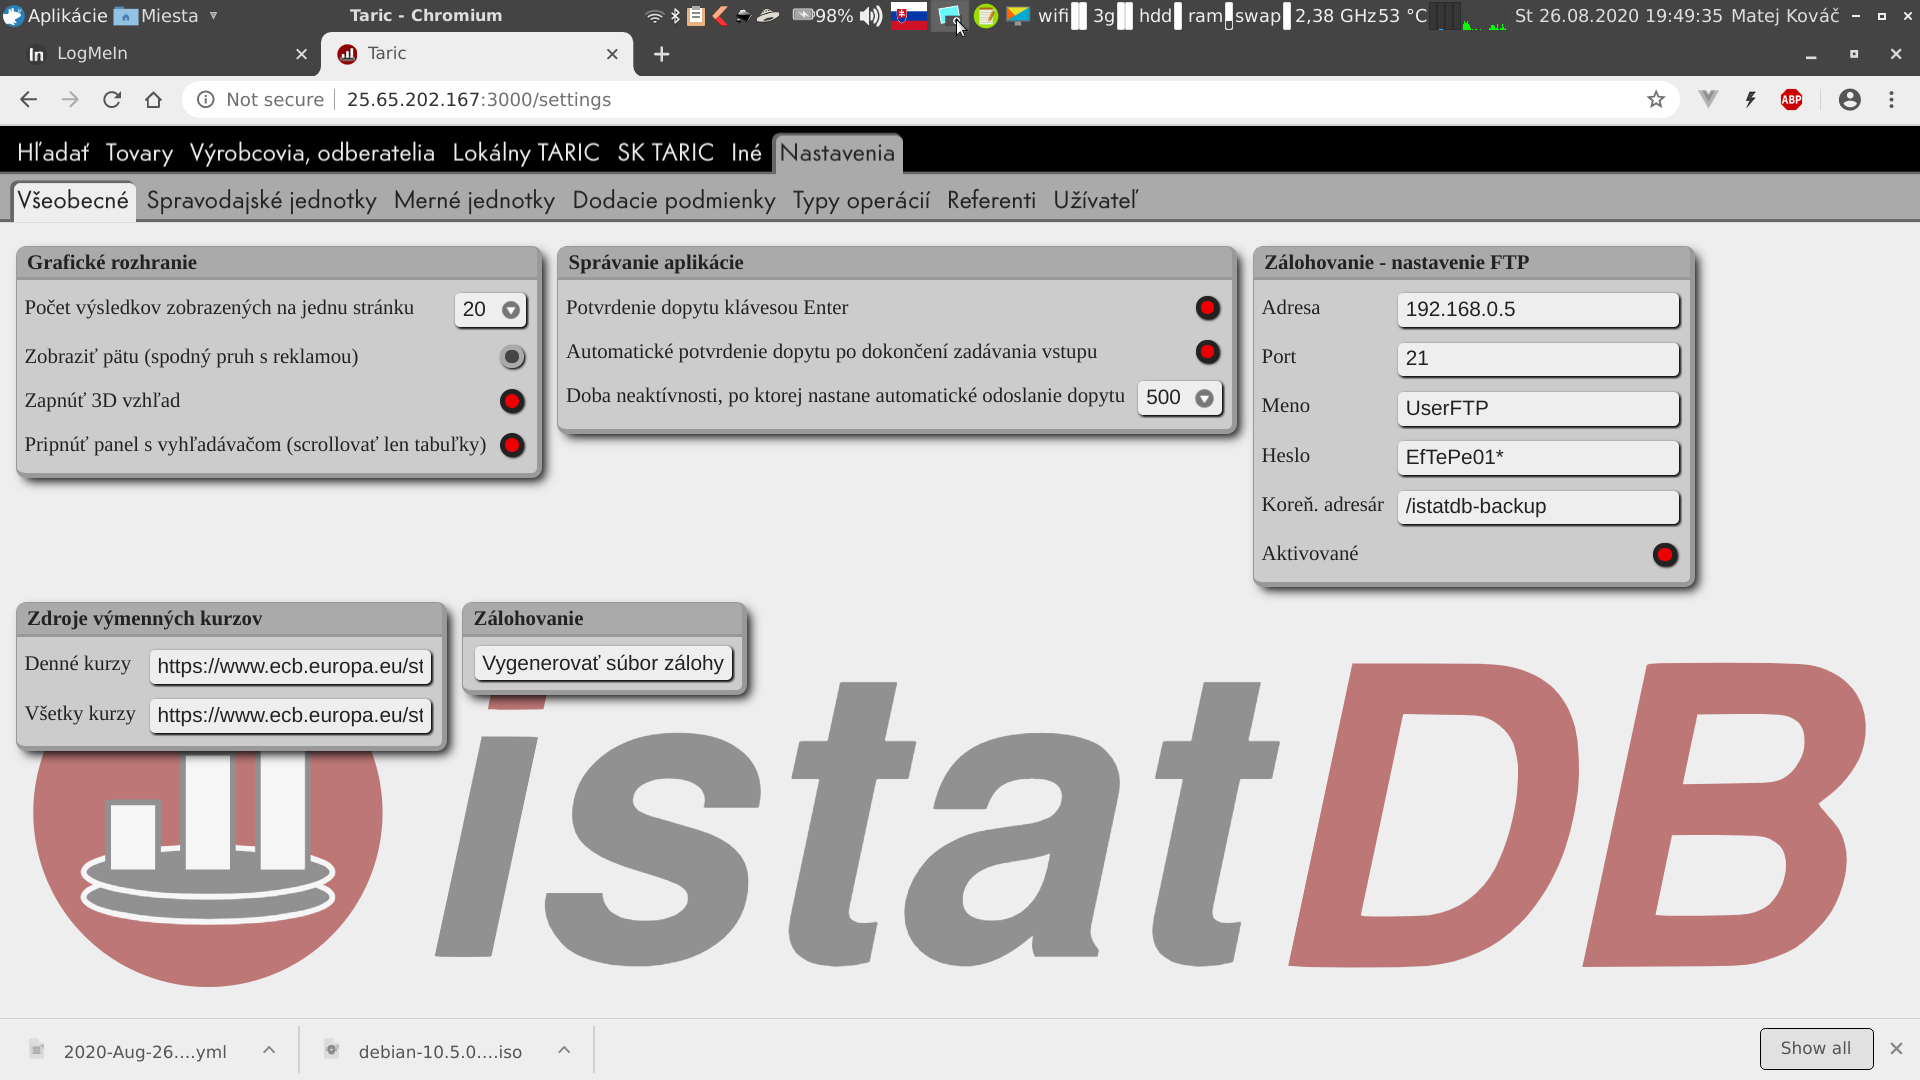 Aplikácie Miesta Taric - Chromium 98% wifi 3g hdd ram swap 2,38 GHz 53 °C St 26.08.2020 19:49:35 Matej Kováč
In LogMeIn Taric
Not secure 25.65.202.167:3000/settings ABP
Hľadať Tovary Výrobcovia, odberatelia Lokálny TARIC SK TARIC Iné Nastavenia
Všeobecné Spravodajské jednotky Merné jednotky Dodacie podmienky Typy operácií Referenti Užívateľ
Grafické rozhranie
Počet výsledkov zobrazených na jednu stránku 20
Zobraziť pätu (spodný pruh s reklamou)
Zapnúť 3D vzhľad
Pripnúť panel s vyhľadávačom (scrollovať len tabuľky)
Správanie aplikácie
Potvrdenie dopytu klávesou Enter
Automatické potvrdenie dopytu po dokončení zadávania vstupu
Doba neaktívnosti, po ktorej nastane automatické odoslanie dopytu 500
Zálohovanie - nastavenie FTP
Adresa 192.168.0.5
Port 21
Meno UserFTP
Heslo EfTePe01*
Koreň. adresár /istatdb-backup
Aktivované
Zdroje výmenných kurzov
Denné kurzy https://www.ecb.europa.eu/st
Všetky kurzy https://www.ecb.europa.eu/st
Zálohovanie
Vygenerovať súbor zálohy
istatDB
2020-Aug-26....yml debian-10.5.0....iso Show all